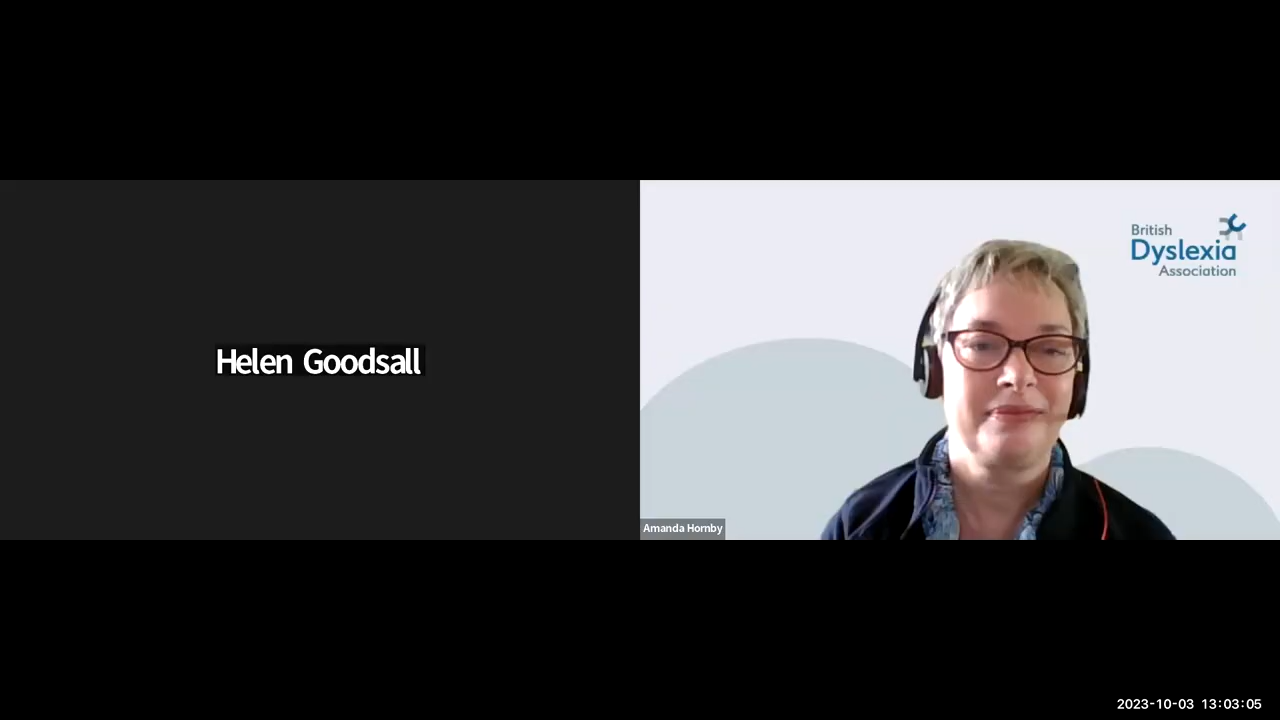 Helen Goodsall
British
Dyslexia
Association
Amanda Hornby
2023-10-03 13:03:05